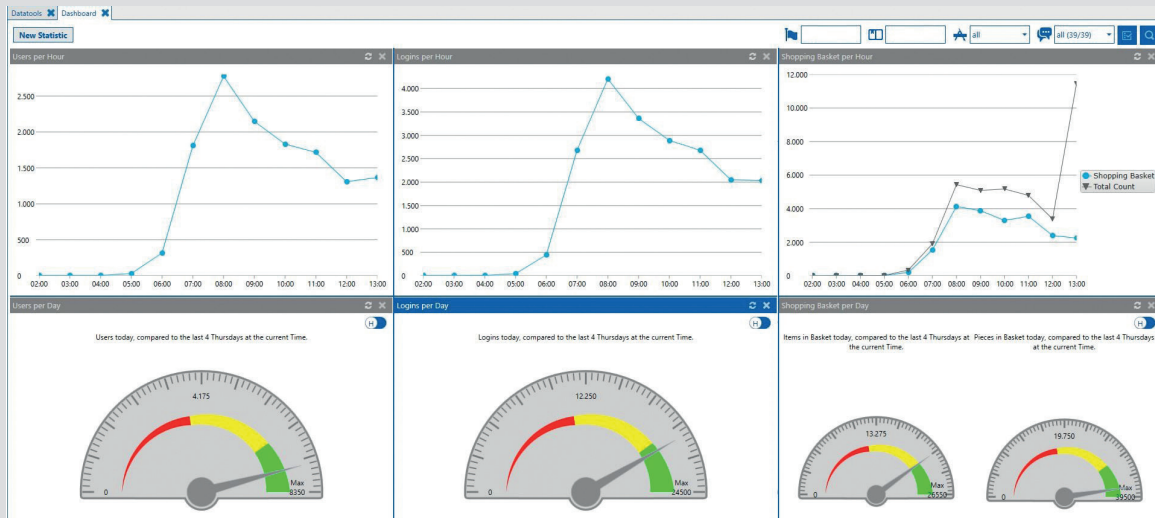 Datatools Dashboard
New Statistic all all (39/39)
Users per Hour
2.500
2.000
1.500
1.000
500
0
02:00 03:00 04:00 05:00 06:00 07:00 08:00 09:00 10:00 11:00 12:00 13:00
Logins per Hour
4.000
3.500
3.000
2.500
2.000
1.500
1.000
500
0
02:00 03:00 04:00 05:00 06:00 07:00 08:00 09:00 10:00 11:00 12:00 13:00
Shopping Basket per Hour
12.000
10.000
8.000
6.000
4.000
2.000
0
02:00 03:00 04:00 05:00 06:00 07:00 08:00 09:00 10:00 11:00 12:00 13:00
Shopping Basket
Total Count
Users per Day
H
Users today, compared to the last 4 Thursdays at the current Time.
4.175
0
Max
8350
Logins per Day
H
Logins today, compared to the last 4 Thursdays at the current Time.
12.250
0
Max
24500
Shopping Basket per Day
H
Items in Basket today, compared to the last 4 Thursdays at
the current Time.
13.275
0
Max
26550
Pieces in Basket today, compared to the last 4 Thursdays
at the current Time.
19.750
0
Max
39500